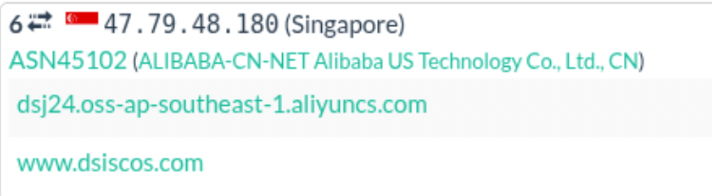 6 47.79.48.180 (Singapore)
ASN45102 (ALIBABA-CN-NET Alibaba US Technology Co., Ltd., CN)
dsj24.oss-ap-southeast-1.aliyuncs.com
www.dsiscos.com